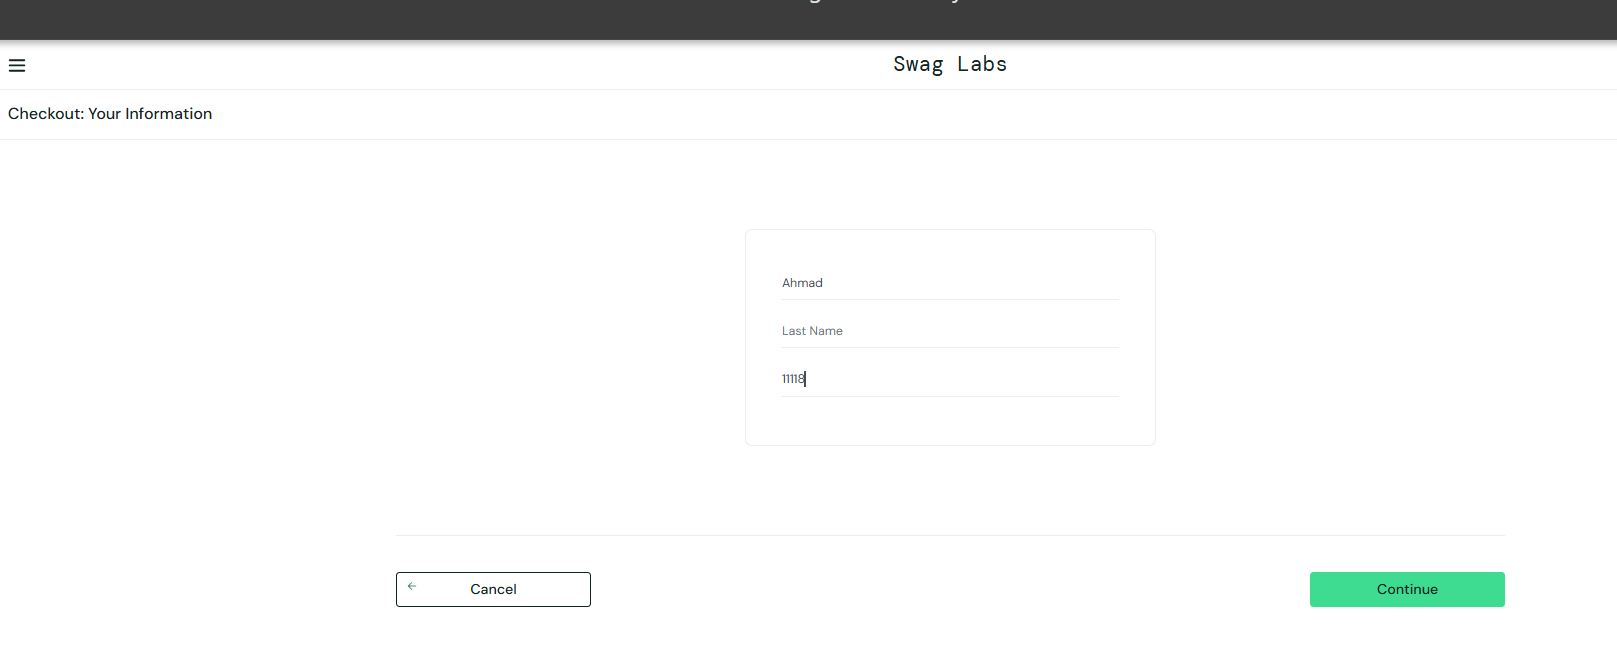 Swag Labs
Checkout: Your Information
Ahmad
Last Name
11118
Cancel
Continue